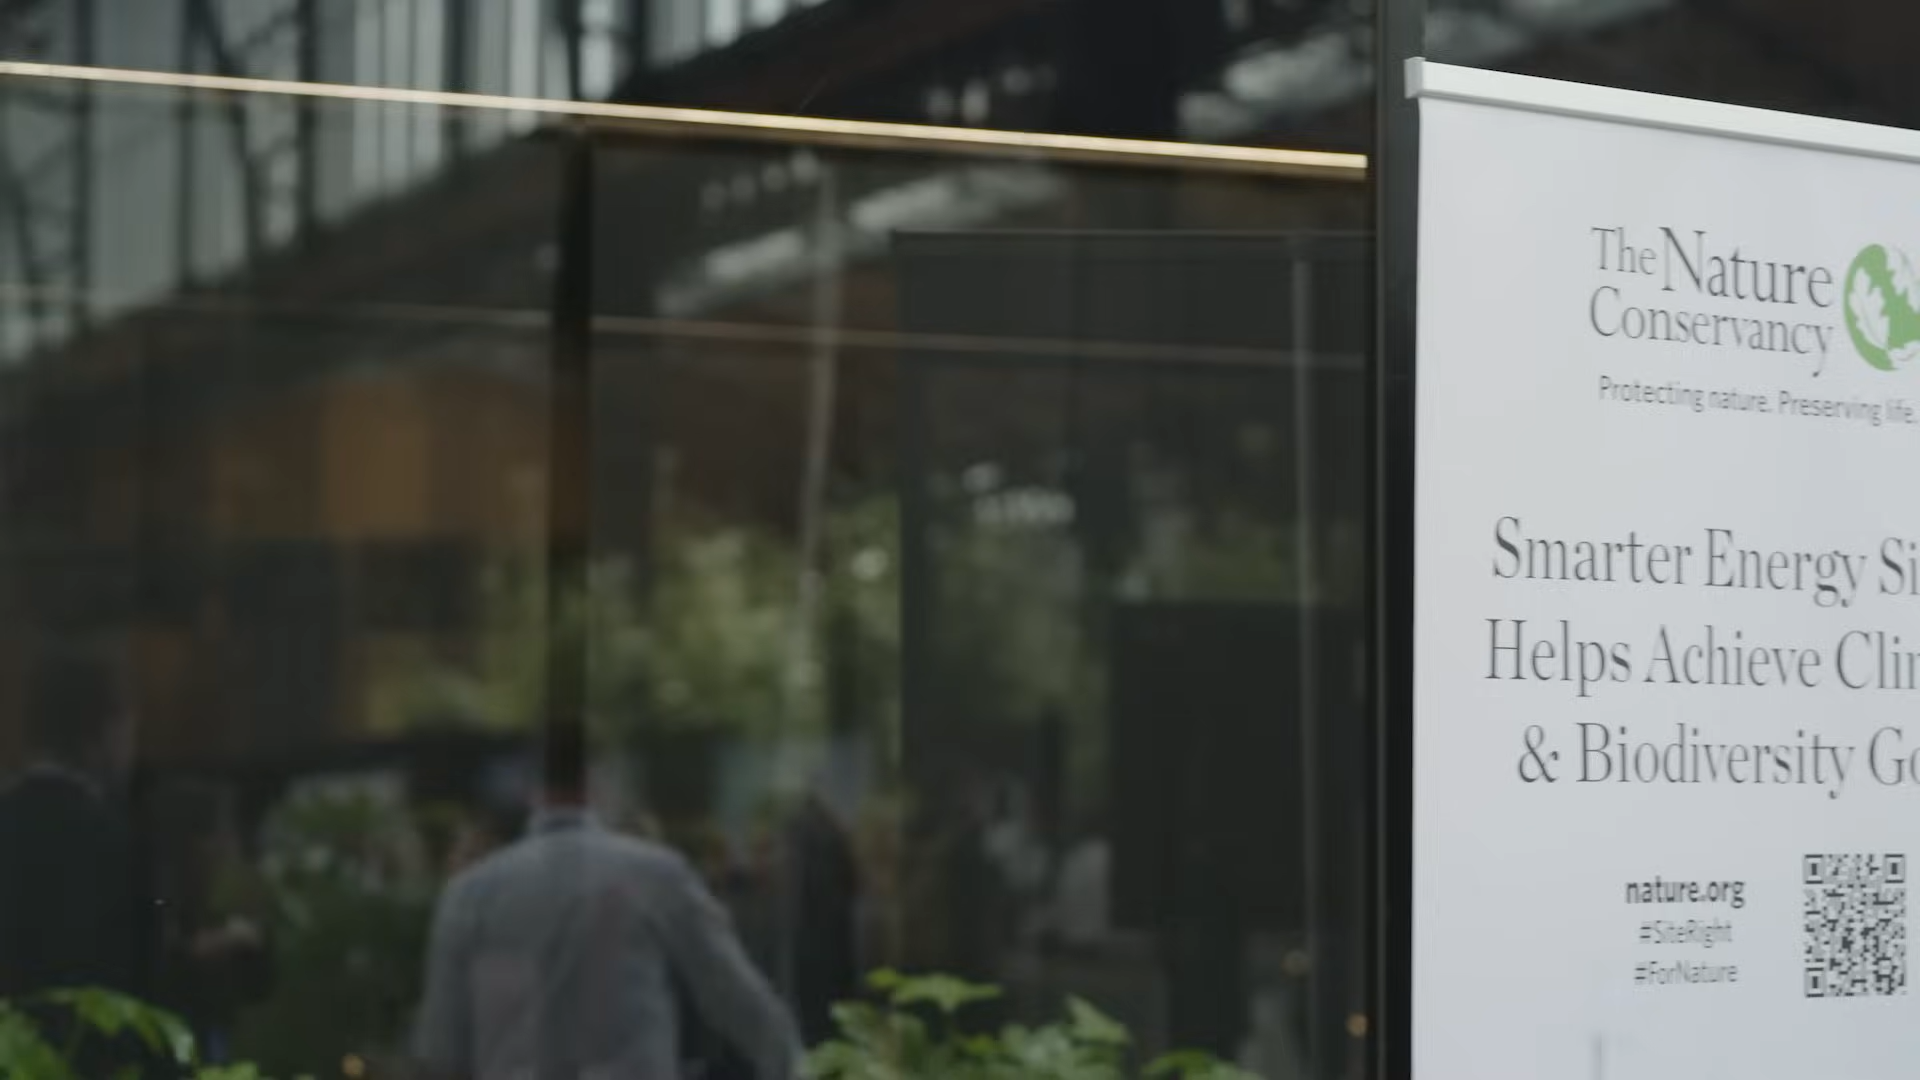 The Nature
Conservancy
Protecting nature. Preserving life.
Smarter Energy Si
Helps Achieve Clim
& Biodiversity Go
nature.org
#SiteRight
#ForNature